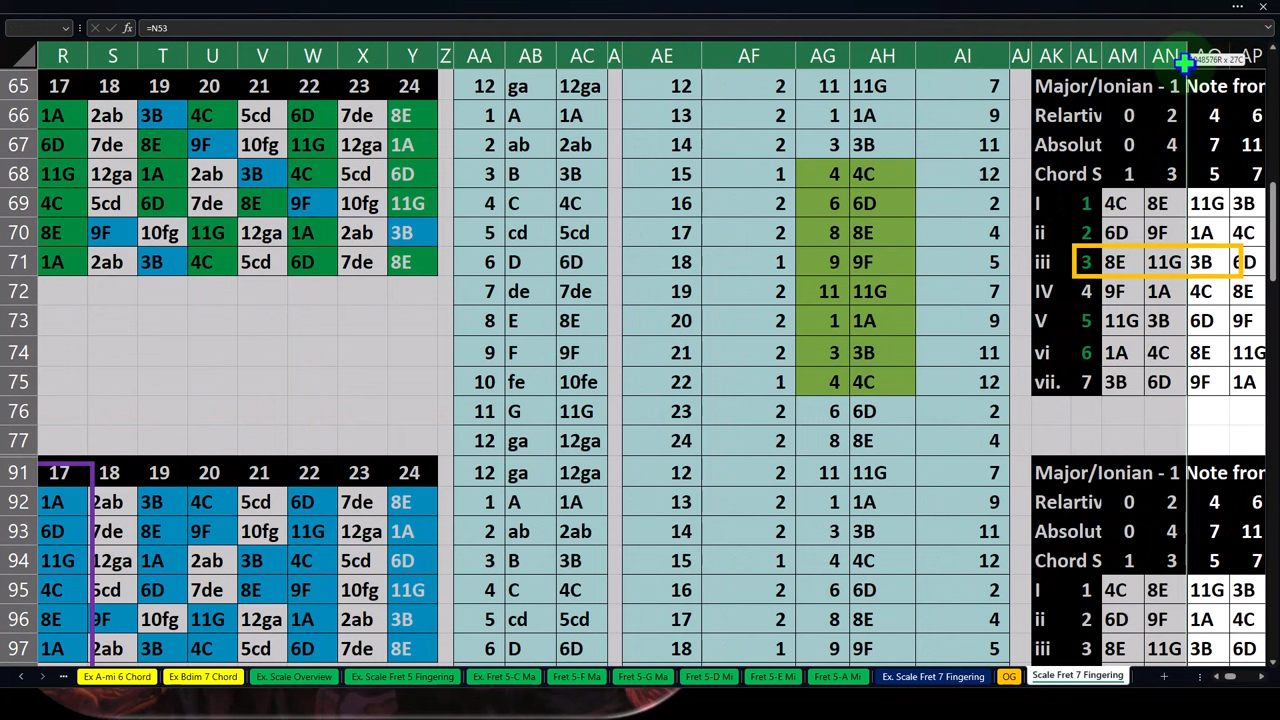 =N53
R S T U V W X Y Z AA AB AC A AE AF AG AH AI AJ AK AL AM AN AO AP
1048576R x 27C
65 17 18 19 20 21 22 23 24 12 ga 12ga 12 2 11 11G 7 Major/Ionian - 1 Note from
66 1A 2ab 3B 4C 5cd 6D 7de 8E 1 A 1A 13 2 1 1A 9 Relartiv 0 2 4 6
67 6D 7de 8E 9F 10fg 11G 12ga 1A 2 ab 2ab 14 2 3 3B 11 Absolut 0 4 7 11
68 11G 12ga 1A 2ab 3B 4C 5cd 6D 3 B 3B 15 1 4 4C 12 Chord S 1 3 5 7
69 4C 5cd 6D 7de 8E 9F 10fg 11G 4 C 4C 16 2 6 6D 2 I 1 4C 8E 11G 3B
70 8E 9F 10fg 11G 12ga 1A 2ab 3B 5 cd 5cd 17 2 8 8E 4 ii 2 6D 9F 1A 4C
71 1A 2ab 3B 4C 5cd 6D 7de 8E 6 D 6D 18 1 9 9F 5 iii 3 8E 11G 3B 6D
72 7 de 7de 19 2 11 11G 7 IV 4 9F 1A 4C 8E
73 8 E 8E 20 2 1 1A 9 V 5 11G 3B 6D 9F
74 9 F 9F 21 2 3 3B 11 vi 6 1A 4C 8E 11G
75 10 fe 10fe 22 1 4 4C 12 vii. 7 3B 6D 9F 1A
76 11 G 11G 23 2 6 6D 2
77 12 ga 12ga 24 2 8 8E 4
91 17 18 19 20 21 22 23 24 12 ga 12ga 12 2 11 11G 7 Major/Ionian - 1 Note from
92 1A 2ab 3B 4C 5cd 6D 7de 8E 1 A 1A 13 2 1 1A 9 Relartiv 0 2 4 6
93 6D 7de 8E 9F 10fg 11G 12ga 1A 2 ab 2ab 14 2 3 3B 11 Absolut 0 4 7 11
94 11G 12ga 1A 2ab 3B 4C 5cd 6D 3 B 3B 15 1 4 4C 12 Chord S 1 3 5 7
95 4C 5cd 6D 7de 8E 9F 10fg 11G 4 C 4C 16 2 6 6D 2 I 1 4C 8E 11G 3B
96 8E 9F 10fg 11G 12ga 1A 2ab 3B 5 cd 5cd 17 2 8 8E 4 ii 2 6D 9F 1A 4C
97 1A 2ab 3B 4C 5cd 6D 7de 8E 6 D 6D 18 1 9 9F 5 iii 3 8E 11G 3B 6D
Ex A-mi 6 Chord Ex Bdim 7 Chord Ex. Scale Overview Ex. Scale Fret 5 Fingering Ex. Fret 5-C Ma Fret 5-F Ma Fret 5-G Ma Fret 5-D Mi Fret 5-E Mi Fret 5-A Mi Ex. Scale Fret 7 Fingering OG Scale Fret 7 Fingering